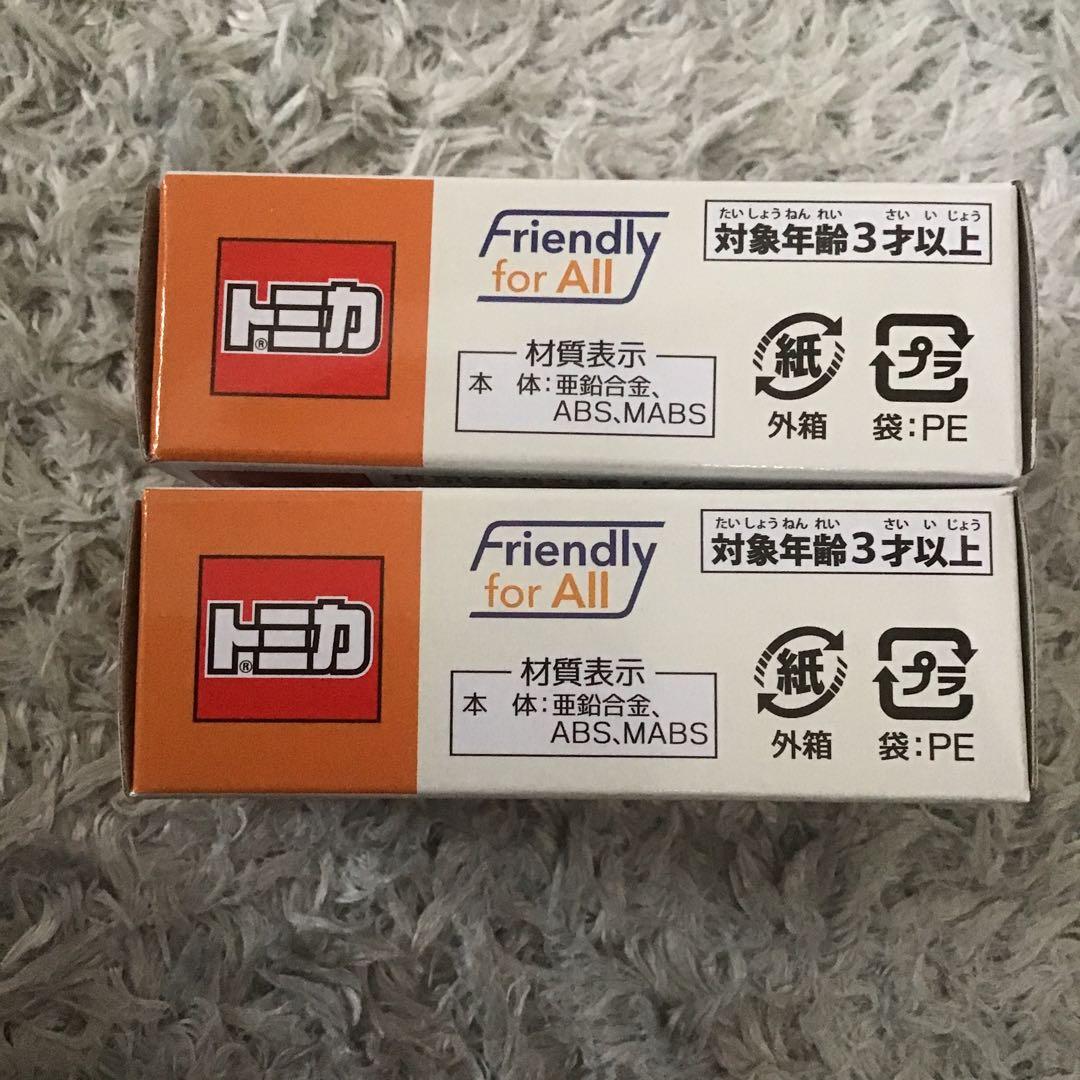 トミカ®
Friendly
for All
たいしょうねんれい さい い じょう
対象年齢3才以上
材質表示
本 体：亜鉛合金、
ABS、MABS
紙
外箱
プラ
袋：PE
トミカ®
Friendly
for All
たいしょうねんれい さい い じょう
対象年齢3才以上
材質表示
本 体：亜鉛合金、
ABS、MABS
紙
外箱
プラ
袋：PE